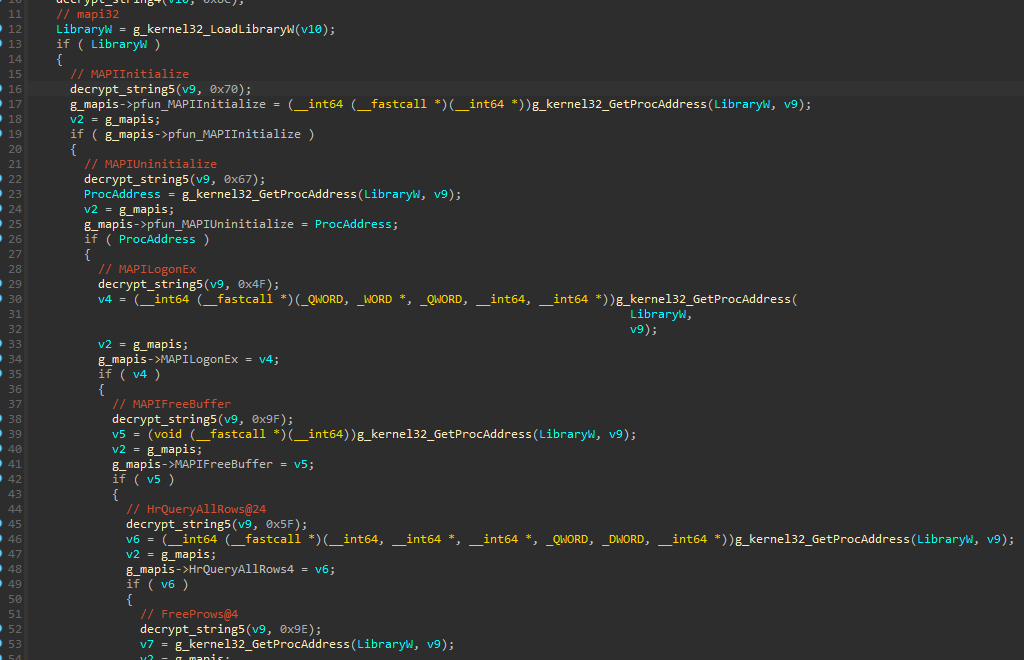 decrypt_string4(v10, 0x8C);
11 // mapi32
12 LibraryW = g_kernel32_LoadLibraryW(v10);
13 if ( LibraryW )
14 {
15 // MAPIInitialize
16 decrypt_string5(v9, 0x70);
17 g_mapis->pfun_MAPIInitialize = (__int64 (__fastcall *)(__int64 *))g_kernel32_GetProcAddress(LibraryW, v9);
18 v2 = g_mapis;
19 if ( g_mapis->pfun_MAPIInitialize )
20 {
21 // MAPIUninitialize
22 decrypt_string5(v9, 0x67);
23 ProcAddress = g_kernel32_GetProcAddress(LibraryW, v9);
24 v2 = g_mapis;
25 g_mapis->pfun_MAPIUninitialize = ProcAddress;
26 if ( ProcAddress )
27 {
28 // MAPILogonEx
29 decrypt_string5(v9, 0x4F);
30 v4 = (__int64 (__fastcall *)(_QWORD, _WORD *, _QWORD, __int64, __int64 *))g_kernel32_GetProcAddress(
31 LibraryW,
32 v9);
33 v2 = g_mapis;
34 g_mapis->MAPILogonEx = v4;
35 if ( v4 )
36 {
37 // MAPIFreeBuffer
38 decrypt_string5(v9, 0x9F);
39 v5 = (void (__fastcall *)(__int64))g_kernel32_GetProcAddress(LibraryW, v9);
40 v2 = g_mapis;
41 g_mapis->MAPIFreeBuffer = v5;
42 if ( v5 )
43 {
44 // HrQueryAllRows@24
45 decrypt_string5(v9, 0x5F);
46 v6 = (__int64 (__fastcall *)(__int64, __int64 *, __int64 *, _QWORD, _DWORD, __int64 *))g_kernel32_GetProcAddress(LibraryW, v9);
47 v2 = g_mapis;
48 g_mapis->HrQueryAllRows4 = v6;
49 if ( v6 )
50 {
51 // FreeProws@4
52 decrypt_string5(v9, 0x9E);
53 v7 = g_kernel32_GetProcAddress(LibraryW, v9);
54 v2 = g_mapis;